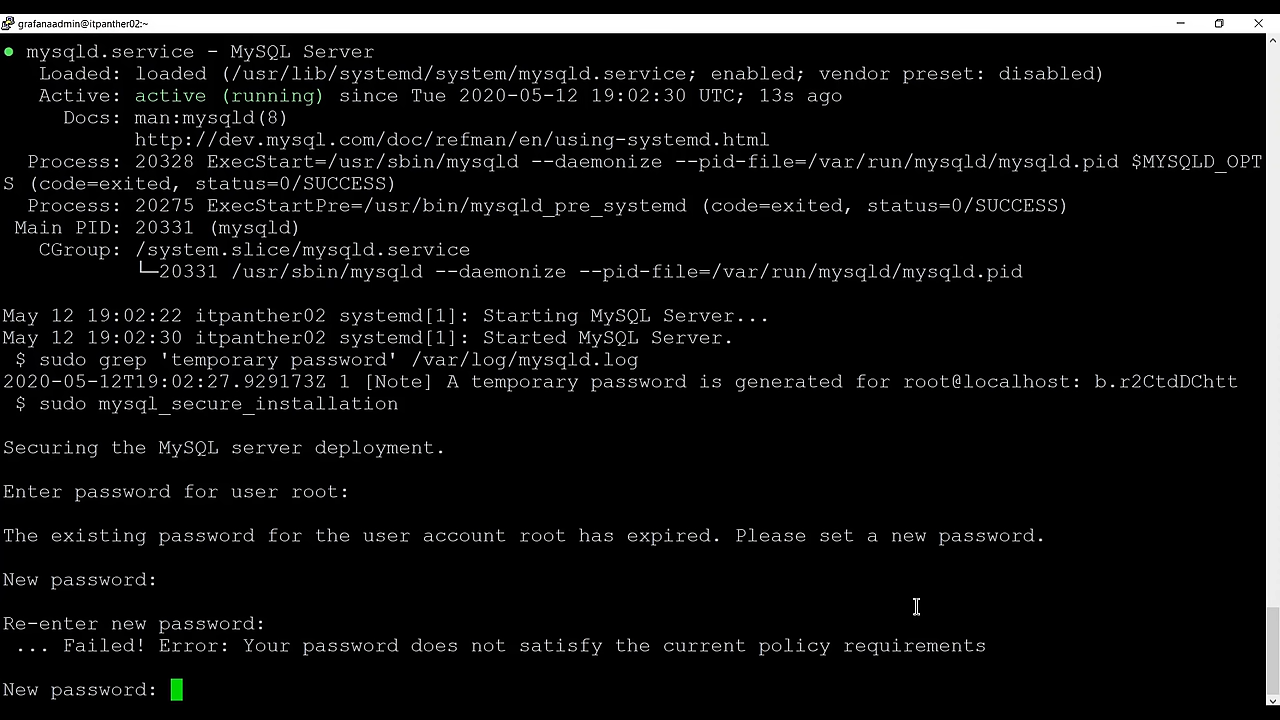 grafanaadmin@itpanther02:~
● mysqld.service - MySQL Server
Loaded: loaded (/usr/lib/systemd/system/mysqld.service; enabled; vendor preset: disabled)
Active: active (running) since Tue 2020-05-12 19:02:30 UTC; 13s ago
Docs: man:mysqld(8)
http://dev.mysql.com/doc/refman/en/using-systemd.html
Process: 20328 ExecStart=/usr/sbin/mysqld --daemonize --pid-file=/var/run/mysqld/mysqld.pid $MYSQLD_OPT
S (code=exited, status=0/SUCCESS)
Process: 20275 ExecStartPre=/usr/bin/mysqld_pre_systemd (code=exited, status=0/SUCCESS)
Main PID: 20331 (mysqld)
CGroup: /system.slice/mysqld.service
└─20331 /usr/sbin/mysqld --daemonize --pid-file=/var/run/mysqld/mysqld.pid
May 12 19:02:22 itpanther02 systemd[1]: Starting MySQL Server...
May 12 19:02:30 itpanther02 systemd[1]: Started MySQL Server.
$ sudo grep 'temporary password' /var/log/mysqld.log
2020-05-12T19:02:27.929173Z 1 [Note] A temporary password is generated for root@localhost: b.r2CtdDChtt
$ sudo mysql_secure_installation
Securing the MySQL server deployment.
Enter password for user root:
The existing password for the user account root has expired. Please set a new password.
New password:
Re-enter new password:
... Failed! Error: Your password does not satisfy the current policy requirements
New password: